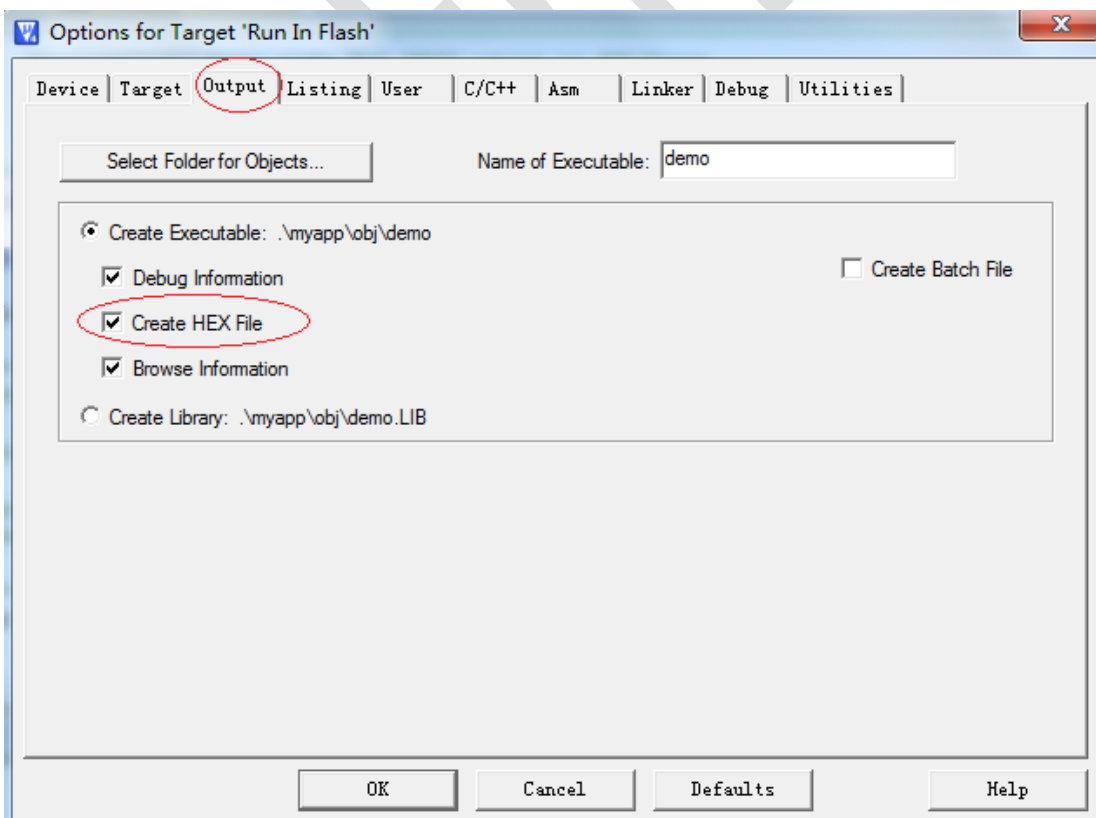 Options for Target 'Run In Flash'
Device Target Output Listing User C/C++ Asm Linker Debug Utilities
Select Folder for Objects... Name of Executable: demo
Create Executable: .\myapp\obj\demo
Debug Information Create Batch File
Create HEX File
Browse Information
Create Library: .\myapp\obj\demo.LIB
OK Cancel Defaults Help